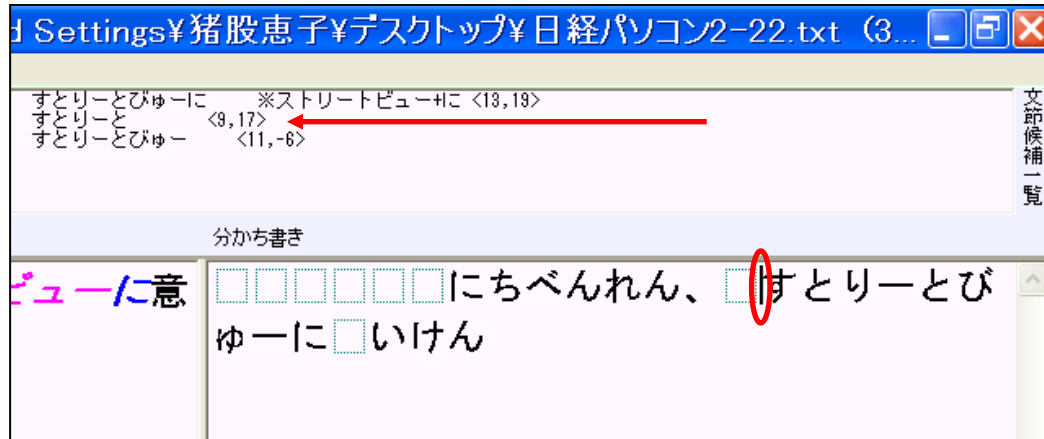 d Settings¥猪股恵子¥デスクトップ¥日経パソコン2-22.txt (3...
すとりーとびゅーに ※ストリートビュー+に <13,19>
すとりーと <9,17>
すとりーとびゅー <11,-6>
文節候補一覧
分かち書き
ビューに意
□□□□□□にちべんれん、□すとりーとび
ゅーに□いけん